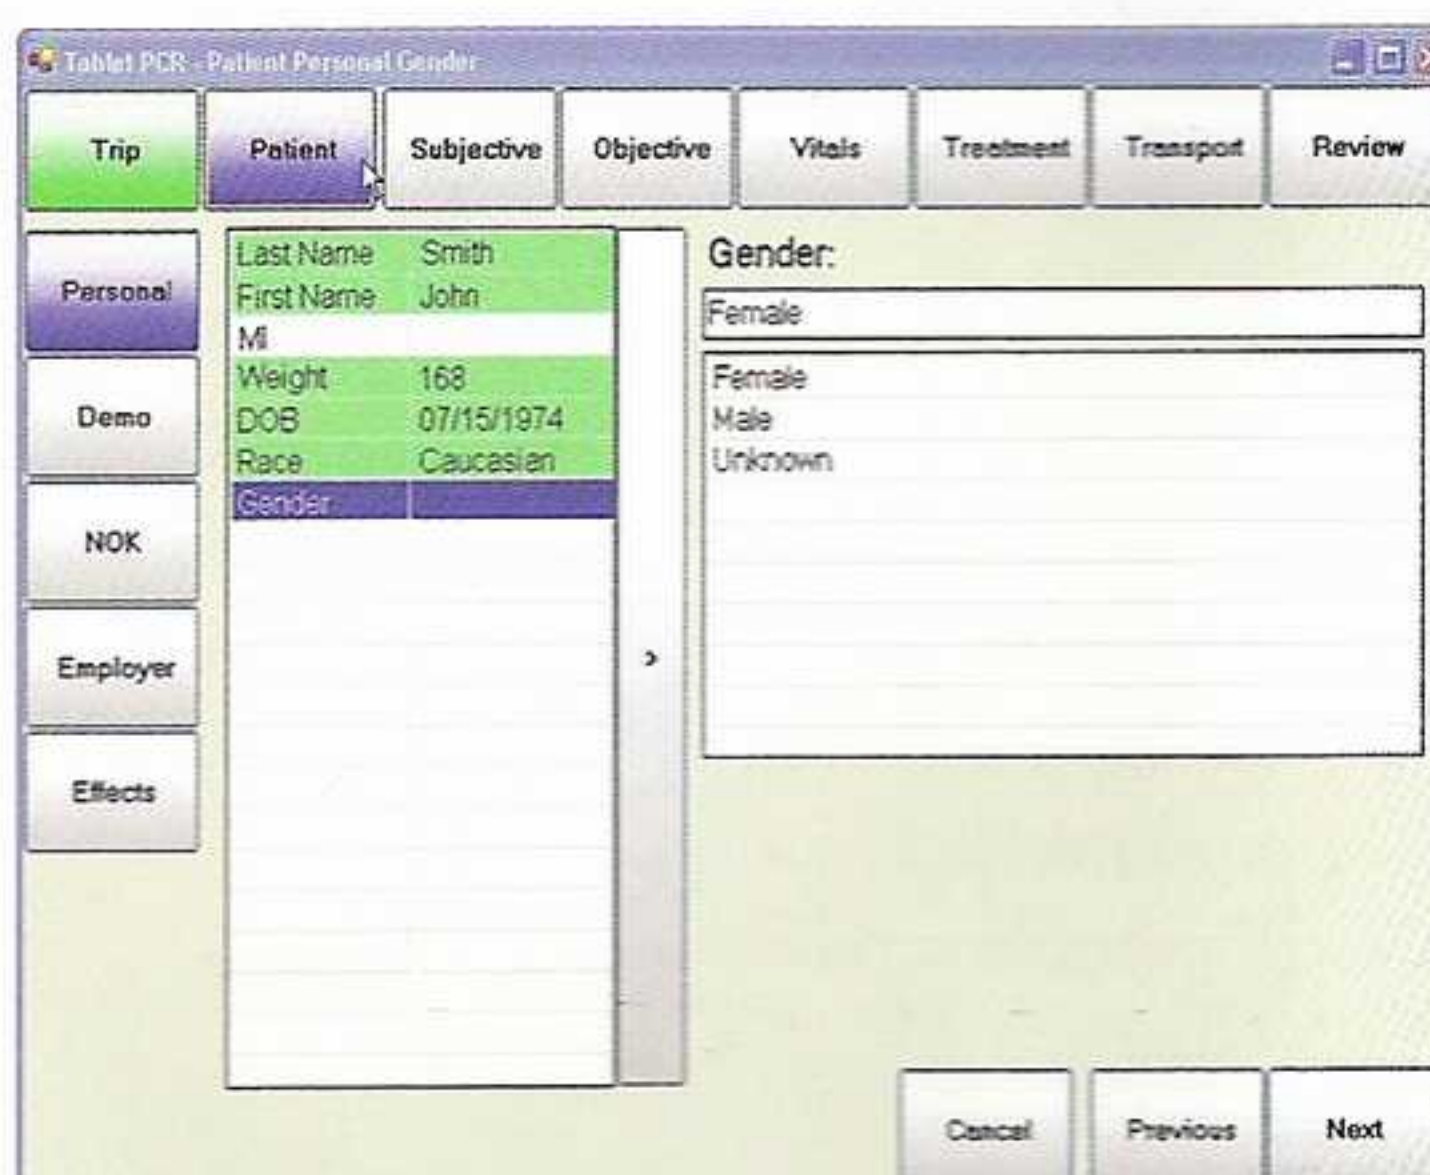 Tablet PCR - Patient Personal Gender
Trip Patient Subjective Objective Vitals Treatment Transport Review
Personal
Demo
NOK
Employer
Effects
Last Name Smith
First Name John
MI
Weight 168
DOB 07/15/1974
Race Caucasian
Gender
>
Gender:
Female
Female
Male
Unknown
Cancel Previous Next